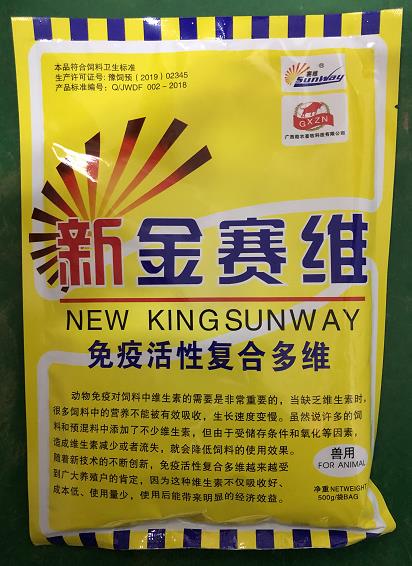 本品符合饲料卫生标准
生产许可证号：豫饲预（2019）02345
产品标准编号：Q/JWDF 002-2018
赛维
®
SunWay
GXZN
广西南农畜牧科技有限公司
新金赛维
NEW KINGSUNWAY
免疫活性复合多维
动物免疫对饲料中维生素的需要是非常重要的，当缺乏维生素时，
很多饲料中的营养不能被有效吸收，生长速度变慢。虽然说许多的饲
料和预混料中添加了不少维生素，但由于受储存条件和氧化等因素，
造成维生素减少或者流失，就会降低饲料的使用效果。
随着新技术的不断创新，免疫活性复合多维越来越受
到广大养殖户的肯定，因为这种维生素不仅吸收好、
成本低、使用量少，使用后能带来明显的经济效益。
兽用
FOR ANIMAL
净重 NETWEIGHT
500g/袋BAG